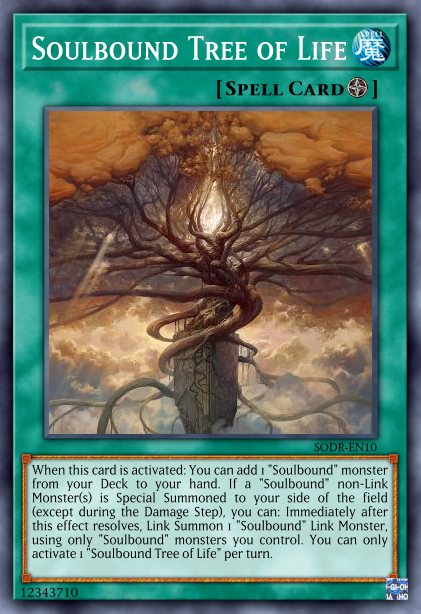 Soulbound Tree of Life 魔
[Spell Card]
SODR-EN10
When this card is activated: You can add 1 "Soulbound" monster
from your Deck to your hand. If a "Soulbound" non-Link
Monster(s) is Special Summoned to your side of the field
(except during the Damage Step), you can: Immediately after
this effect resolves, Link Summon 1 "Soulbound" Link Monster,
using only "Soulbound" monsters you control. You can only
activate 1 "Soulbound Tree of Life" per turn.
12343710